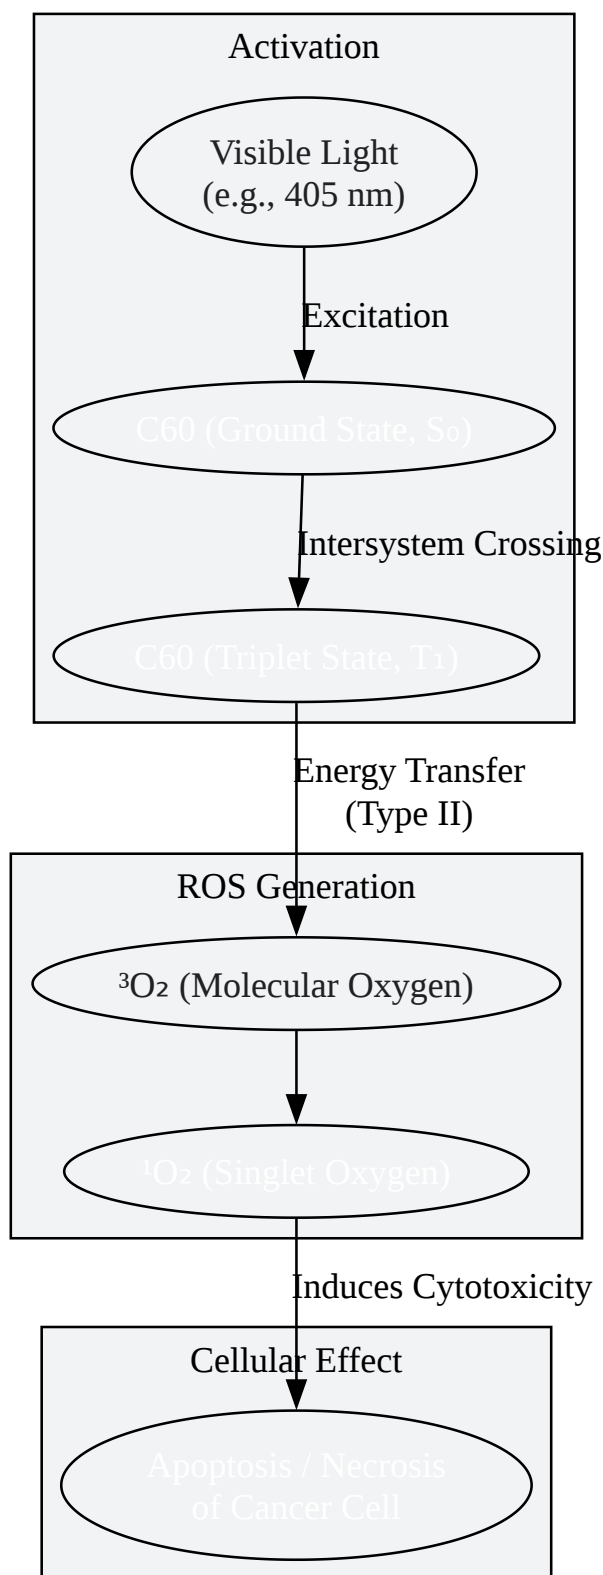 Activation
Visible Light
(e.g., 405 nm)
Excitation
C60 (Ground State, S₀)
Intersystem Crossing
C60 (Triplet State, T₁)
Energy Transfer
(Type II)
ROS Generation
³O₂ (Molecular Oxygen)
¹O₂ (Singlet Oxygen)
Induces Cytotoxicity
Cellular Effect
Apoptosis / Necrosis
of Cancer Cell